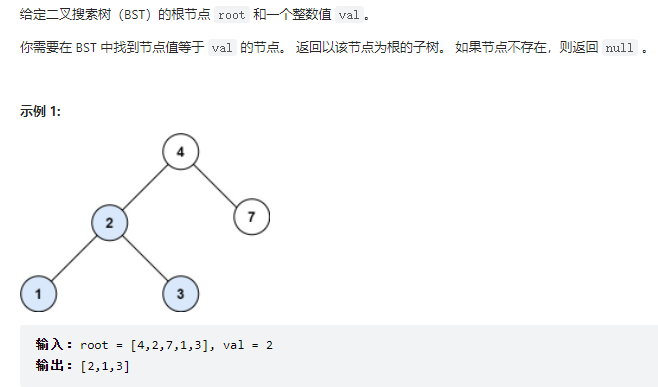 给定二叉搜索树（BST）的根节点 root 和一个整数值 val。
你需要在 BST 中找到节点值等于 val 的节点。 返回以该节点为根的子树。 如果节点不存在，则返回 null 。
示例 1:
4
2
7
1
3
输入：root = [4,2,7,1,3], val = 2
输出：[2,1,3]